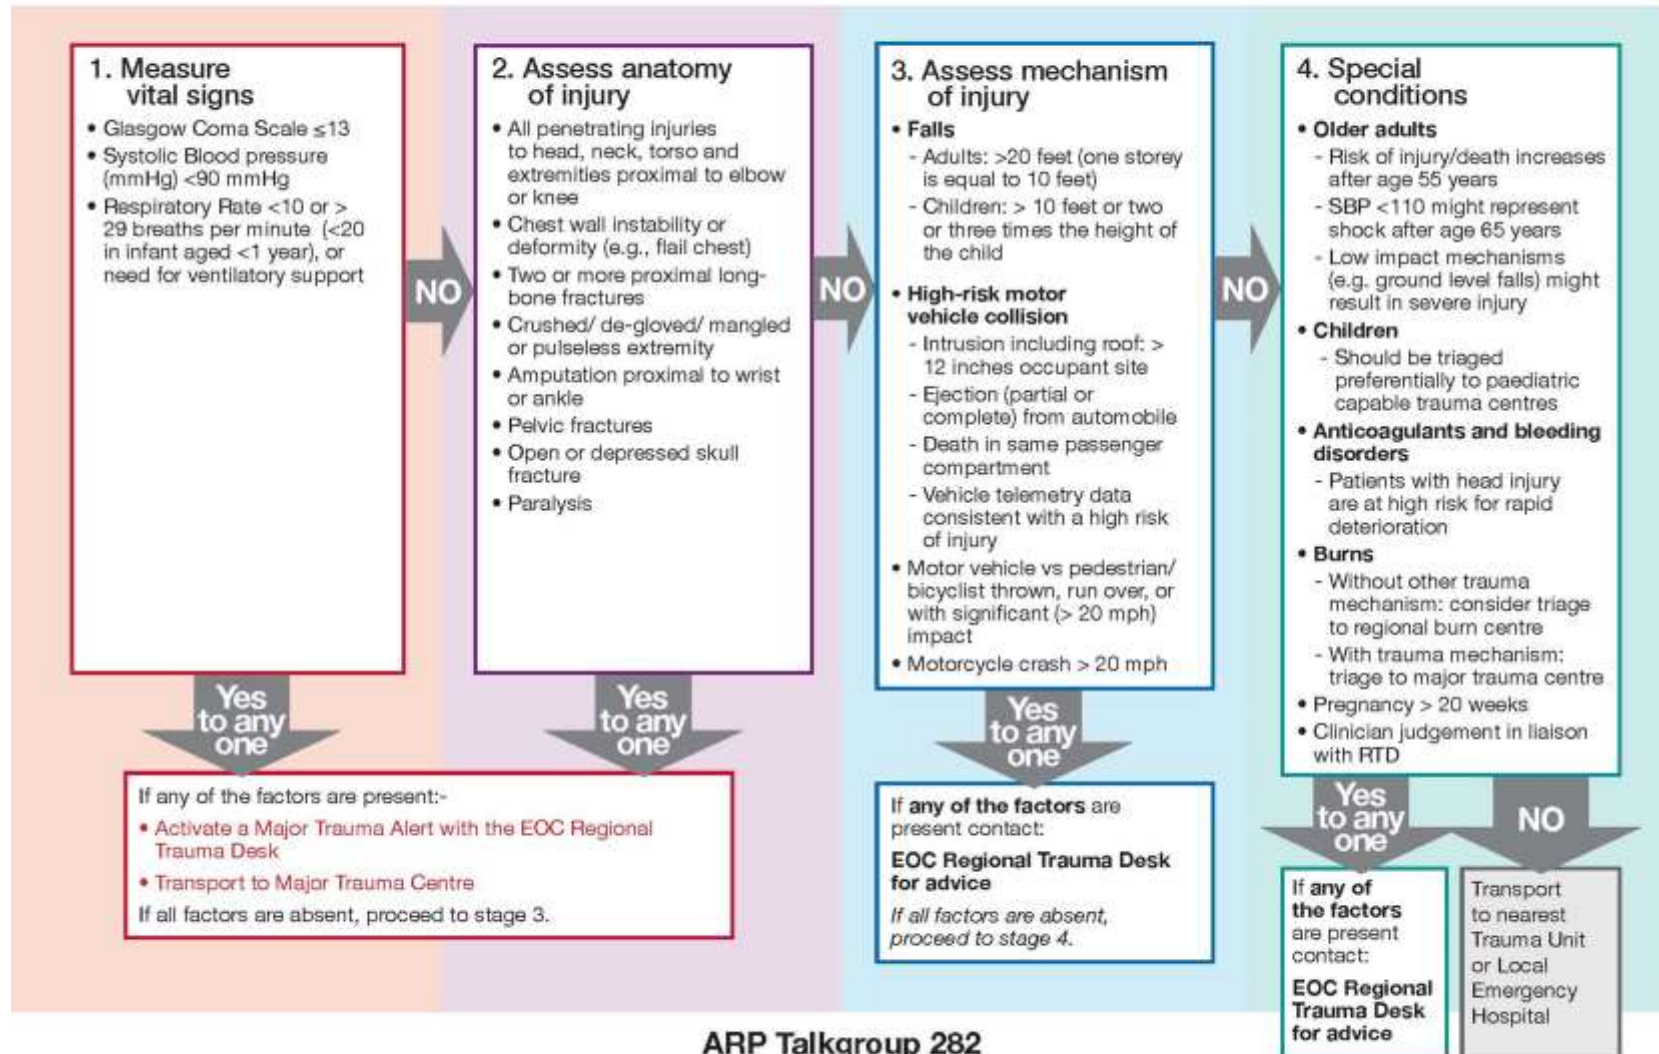 1. Measure
vital signs
• Glasgow Coma Scale ≤13
• Systolic Blood pressure
(mmHg) <90 mmHg
• Respiratory Rate <10 or >
29 breaths per minute (<20
in infant aged <1 year), or
need for ventilatory support
NO
Yes
to any
one
2. Assess anatomy
of injury
• All penetrating injuries
to head, neck, torso and
extremities proximal to elbow
or knee
• Chest wall instability or
deformity (e.g., flail chest)
• Two or more proximal long-
bone fractures
• Crushed/ de-gloved/ mangled
or pulseless extremity
• Amputation proximal to wrist
or ankle
• Pelvic fractures
• Open or depressed skull
fracture
• Paralysis
NO
Yes
to any
one
If any of the factors are present:-
• Activate a Major Trauma Alert with the EOC Regional
Trauma Desk
• Transport to Major Trauma Centre
If all factors are absent, proceed to stage 3.
3. Assess mechanism
of injury
• Falls
- Adults: >20 feet (one storey
is equal to 10 feet)
- Children: > 10 feet or two
or three times the height of
the child
• High-risk motor
vehicle collision
- Intrusion including roof: >
12 inches occupant site
- Ejection (partial or
complete) from automobile
- Death in same passenger
compartment
- Vehicle telemetry data
consistent with a high risk
of injury
• Motor vehicle vs pedestrian/
bicyclist thrown, run over, or
with significant (> 20 mph)
impact
• Motorcycle crash > 20 mph
NO
Yes
to any
one
If any of the factors are
present contact:
EOC Regional Trauma Desk
for advice
If all factors are absent,
proceed to stage 4.
4. Special
conditions
• Older adults
- Risk of injury/death increases
after age 55 years
- SBP <110 might represent
shock after age 65 years
- Low impact mechanisms
(e.g. ground level falls) might
result in severe injury
• Children
- Should be triaged
preferentially to paediatric
capable trauma centres
• Anticoagulants and bleeding
disorders
- Patients with head injury
are at high risk for rapid
deterioration
• Burns
- Without other trauma
mechanism: consider triage
to regional burn centre
- With trauma mechanism:
triage to major trauma centre
• Pregnancy > 20 weeks
• Clinician judgement in liaison
with RTD
Yes
to any
one
If any of
the factors
are present
contact:
EOC Regional
Trauma Desk
for advice
NO
Transport
to nearest
Trauma Unit
or Local
Emergency
Hospital
ARP Talkgroup 282